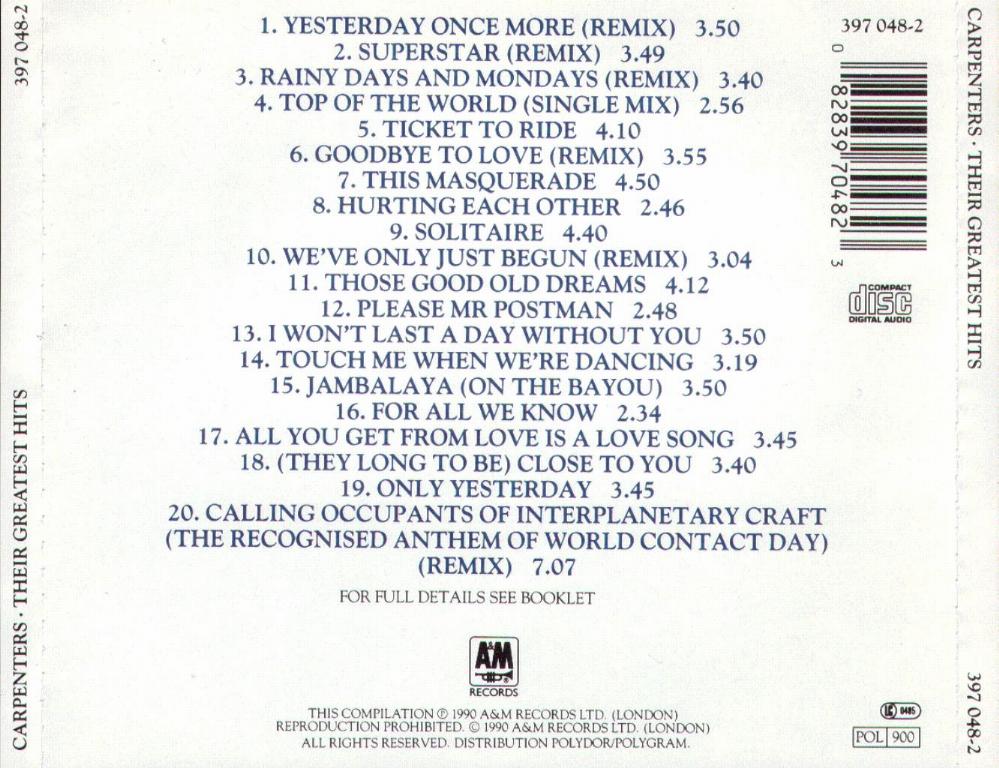 1. YESTERDAY ONCE MORE (REMIX) 3.50
2. SUPERSTAR (REMIX) 3.49
3. RAINY DAYS AND MONDAYS (REMIX) 3.40
4. TOP OF THE WORLD (SINGLE MIX) 2.56
5. TICKET TO RIDE 4.10
6. GOODBYE TO LOVE (REMIX) 3.55
7. THIS MASQUERADE 4.50
8. HURTING EACH OTHER 2.46
9. SOLITAIRE 4.40
10. WE'VE ONLY JUST BEGUN (REMIX) 3.04
11. THOSE GOOD OLD DREAMS 4.12
12. PLEASE MR POSTMAN 2.48
13. I WON'T LAST A DAY WITHOUT YOU 3.50
14. TOUCH ME WHEN WE'RE DANCING 3.19
15. JAMBALAYA (ON THE BAYOU) 3.50
16. FOR ALL WE KNOW 2.34
17. ALL YOU GET FROM LOVE IS A LOVE SONG 3.45
18. (THEY LONG TO BE) CLOSE TO YOU 3.40
19. ONLY YESTERDAY 3.45
20. CALLING OCCUPANTS OF INTERPLANETARY CRAFT
(THE RECOGNISED ANTHEM OF WORLD CONTACT DAY)
(REMIX) 7.07
FOR FULL DETAILS SEE BOOKLET
A&M
RECORDS
THIS COMPILATION ℗ 1990 A&M RECORDS LTD. (LONDON)
REPRODUCTION PROHIBITED. © 1990 A&M RECORDS LTD. (LONDON)
ALL RIGHTS RESERVED. DISTRIBUTION POLYDOR/POLYGRAM.
397 048-2
0 82839 70482 3
COMPACT
disc
DIGITAL AUDIO
LC 0485
POL 900
CARPENTERS · THEIR GREATEST HITS 397 048-2
CARPENTERS · THEIR GREATEST HITS 397 048-2